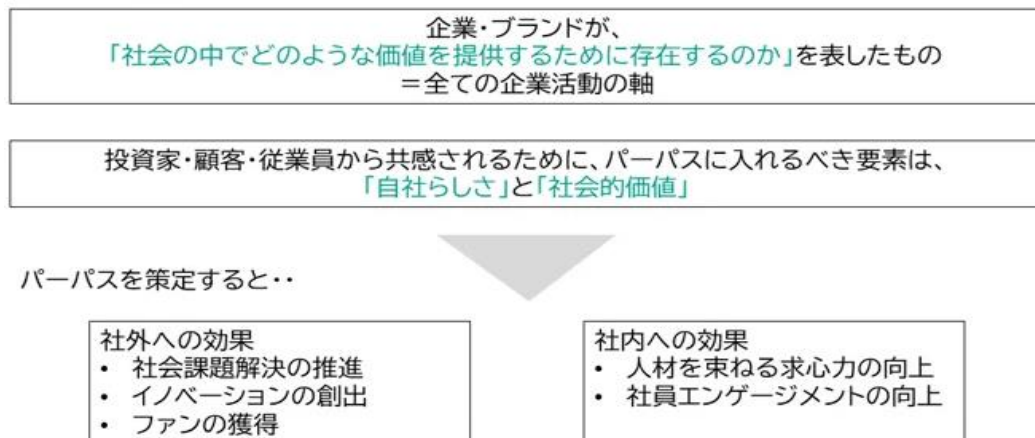 企業・ブランドが、
「社会の中でどのような価値を提供するために存在するのか」を表したもの
＝全ての企業活動の軸
投資家・顧客・従業員から共感されるために、パーパスに入れるべき要素は、
「自社らしさ」と「社会的価値」
パーパスを策定すると・・
社外への効果
• 社会課題解決の推進
• イノベーションの創出
• ファンの獲得
社内への効果
• 人材を束ねる求心力の向上
• 社員エンゲージメントの向上